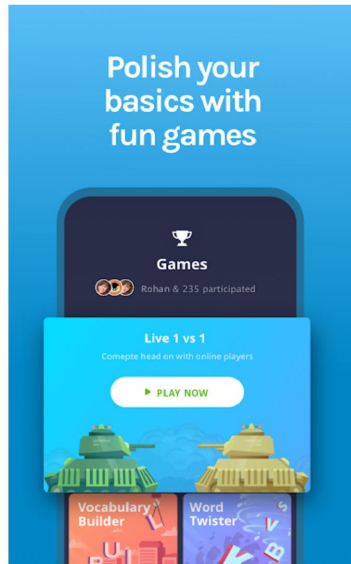 Polish your
basics with
fun games
Games
Rohan & 235 participated
Live 1 vs 1
Comepte head on with online players
PLAY NOW
Vocabulary
Builder
Word
Twister